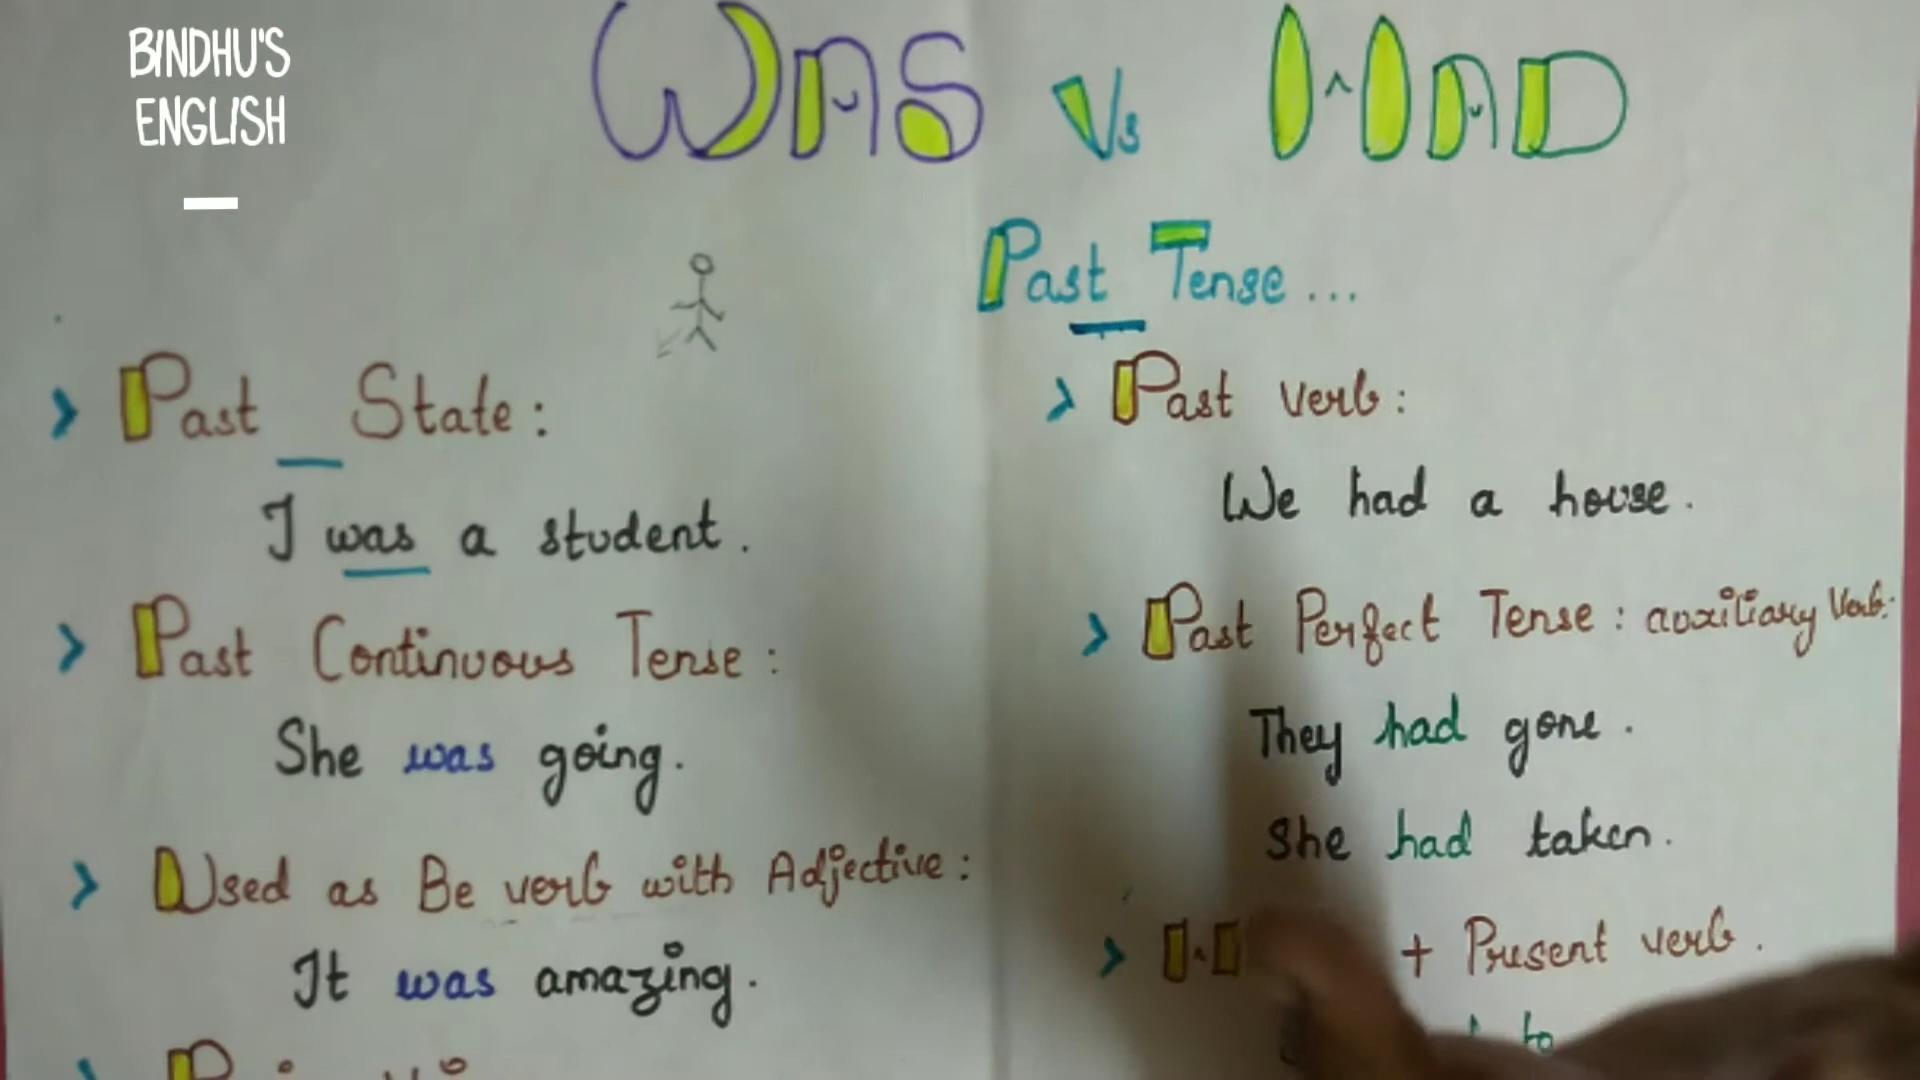 BINDHU'S
ENGLISH
WAS Vs HAD
Past Tense...
Past State:
I was a student.
Past Continuous Tense:
She was going.
Used as Be verb with Adjective:
It was amazing.
Past verb:
We had a house.
Past Perfect Tense: auxiliary Verb:
They had gone.
She had taken.
+ Present verb.
to